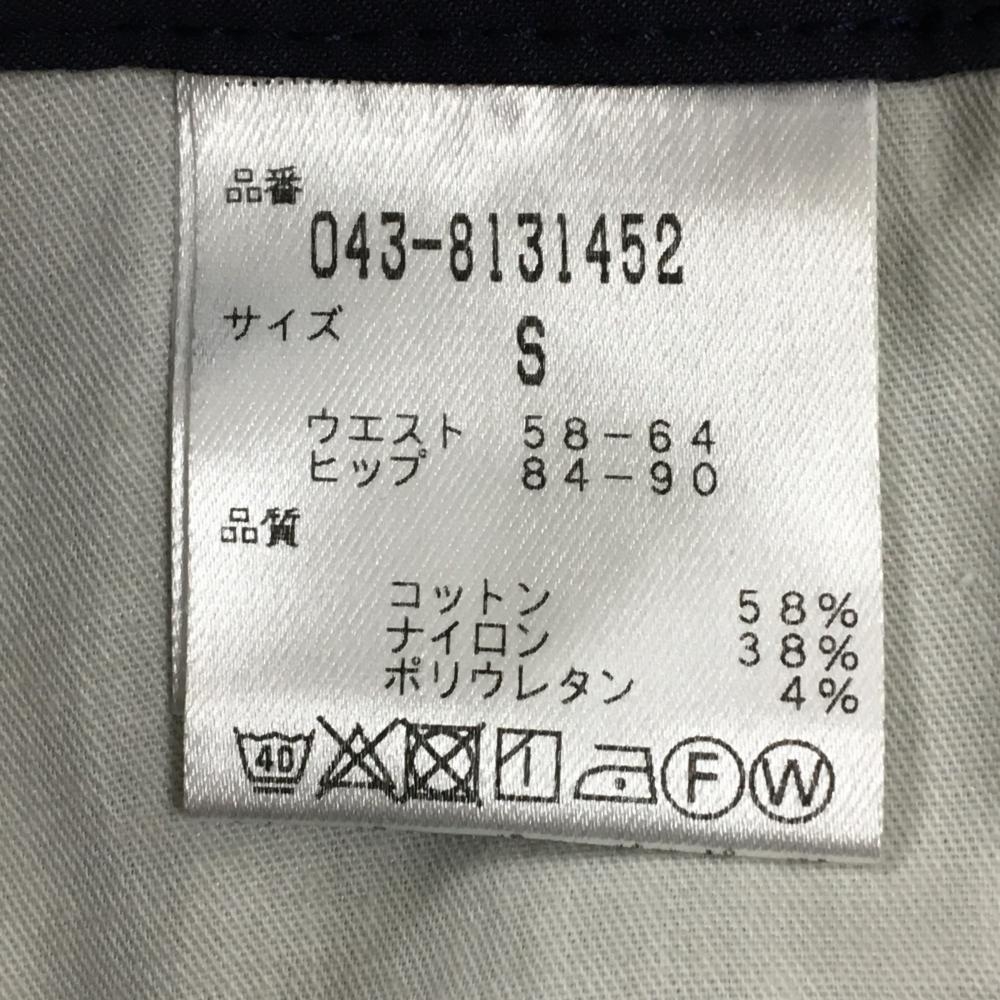 品番
043-8131452
サイズ
S
ウエスト 58-64
ヒップ 84-90
品質
コットン 58%
ナイロン 38%
ポリウレタン 4%
40 F W